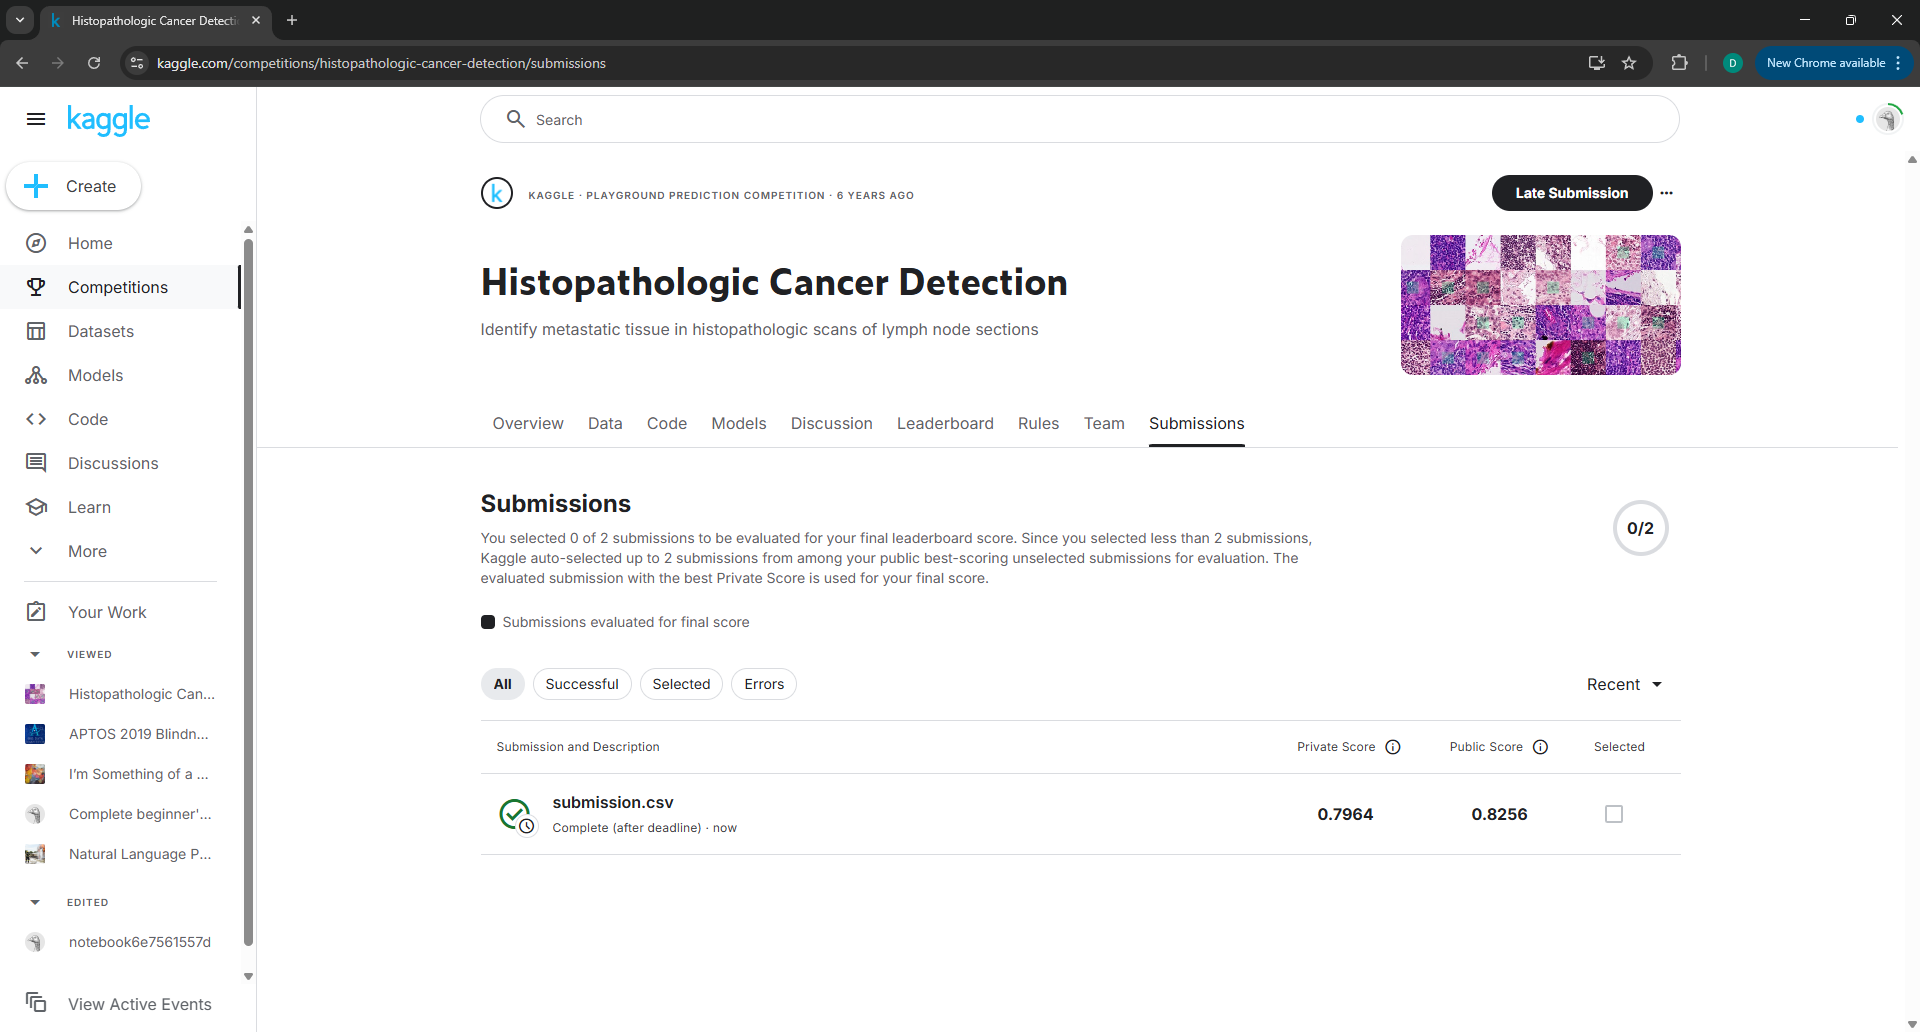 Histopathologic Cancer Detecti
kaggle.com/competitions/histopathologic-cancer-detection/submissions
D
New Chrome available
kaggle
Search
Create
Home
Competitions
Datasets
Models
Code
Discussions
Learn
More
Your Work
VIEWED
Histopathologic Can...
APTOS 2019 Blindn...
I'm Something of a ...
Complete beginner'...
Natural Language P...
EDITED
notebook6e7561557d
View Active Events
k
KAGGLE · PLAYGROUND PREDICTION COMPETITION · 6 YEARS AGO
Late Submission
Histopathologic Cancer Detection
Identify metastatic tissue in histopathologic scans of lymph node sections
Overview Data Code Models Discussion Leaderboard Rules Team Submissions
Submissions
0/2
You selected 0 of 2 submissions to be evaluated for your final leaderboard score. Since you selected less than 2 submissions,
Kaggle auto-selected up to 2 submissions from among your public best-scoring unselected submissions for evaluation. The
evaluated submission with the best Private Score is used for your final score.
Submissions evaluated for final score
All Successful Selected Errors Recent
Submission and Description Private Score Public Score Selected
submission.csv
Complete (after deadline) · now
0.7964 0.8256